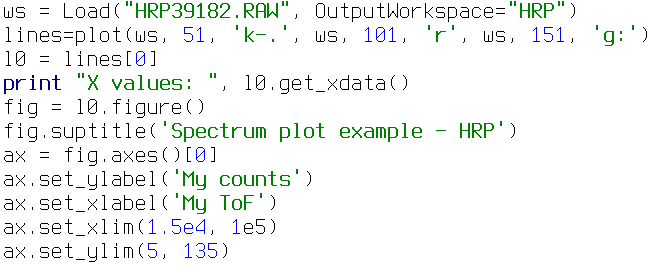 ws = Load("HRP39182.RAW", OutputWorkspace="HRP")
lines=plot(ws, 51, 'k-.', ws, 101, 'r', ws, 151, 'g:')
l0 = lines[0]
print "X values: ", l0.get_xdata()
fig = l0.figure()
fig.suptitle('Spectrum plot example - HRP')
ax = fig.axes()[0]
ax.set_ylabel('My counts')
ax.set_xlabel('My ToF')
ax.set_xlim(1.5e4, 1e5)
ax.set_ylim(5, 135)